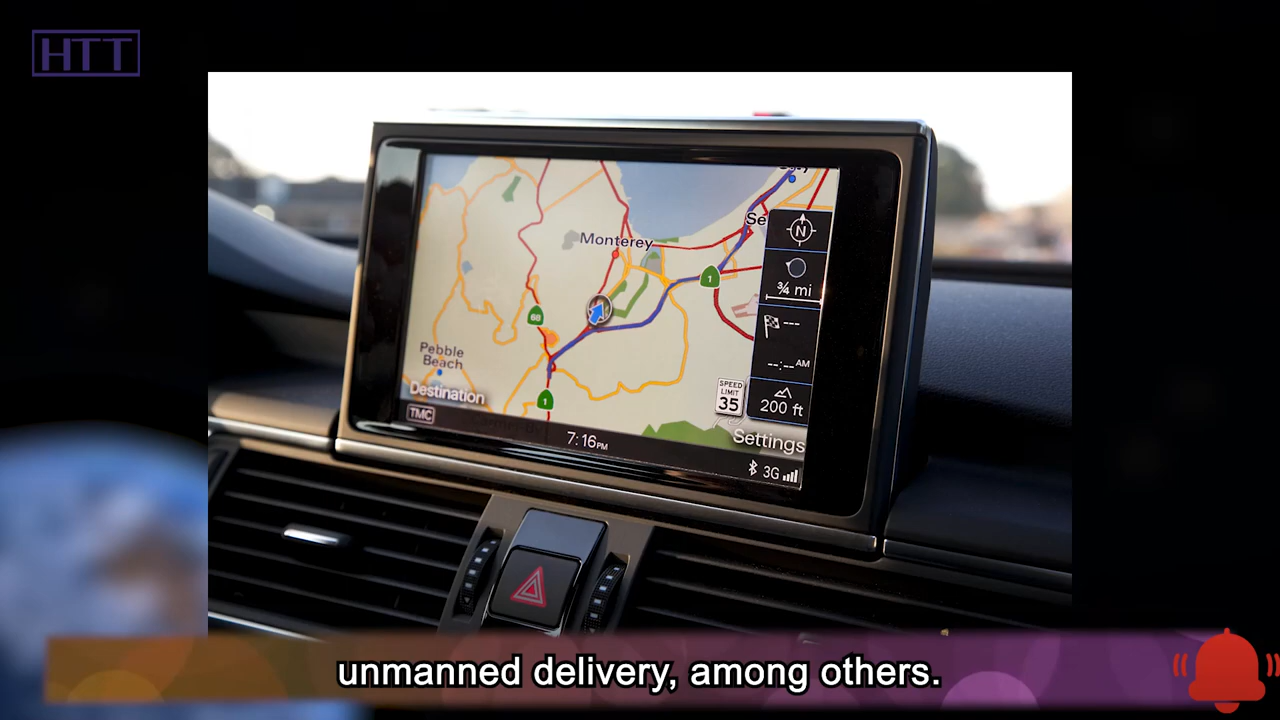 HTT
Monterey
Se
N
¾ mi
1
68
---
--:--AM
Pebble
Beach
SPEED
LIMIT
35
200 ft
Destination
1
TMC
Settings
7:16PM
3G
unmanned delivery, among others.